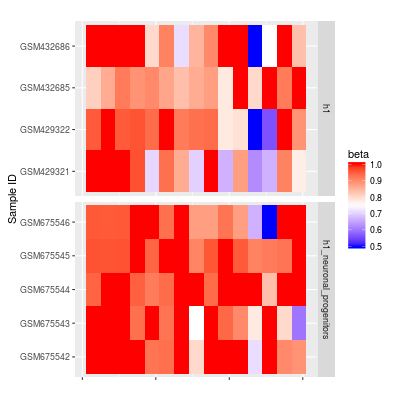 GSM432686
GSM432685
GSM429322
GSM429321
h1
GSM675546
GSM675545
GSM675544
GSM675543
GSM675542
h1_neuronal_progenitors
Sample ID
beta
1.0
0.9
0.8
0.7
0.6
0.5